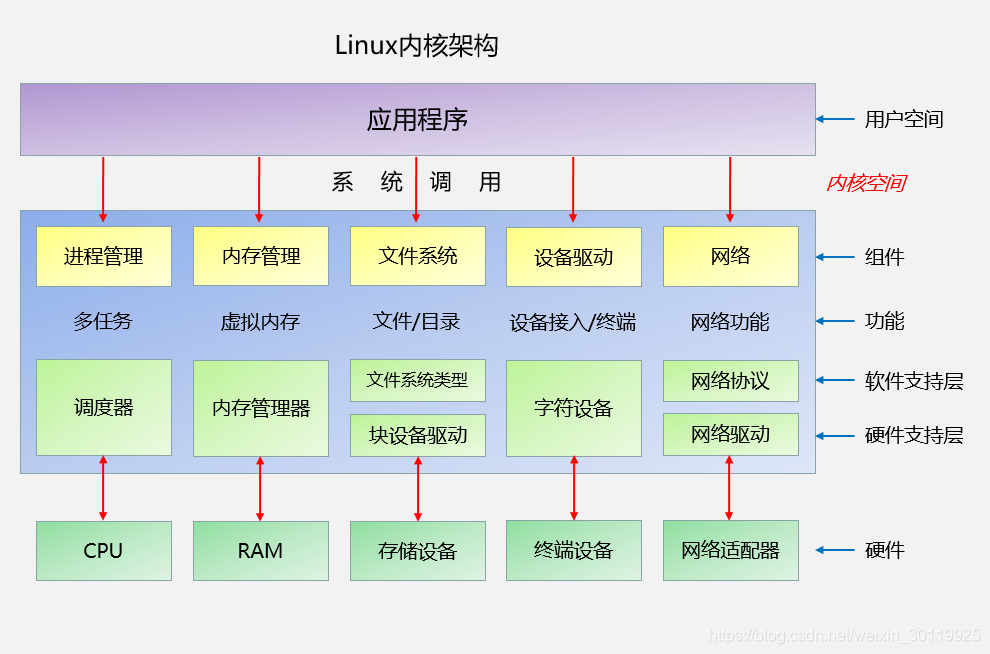 Linux内核架构
应用程序
用户空间
系 统 调 用
内核空间
进程管理 内存管理 文件系统 设备驱动 网络
组件
多任务 虚拟内存 文件/目录 设备接入/终端 网络功能
功能
文件系统类型 网络协议
软件支持层
调度器 内存管理器 字符设备
块设备驱动 网络驱动
硬件支持层
CPU RAM 存储设备 终端设备 网络适配器
硬件
https://blog.csdn.net/weixin_30119925